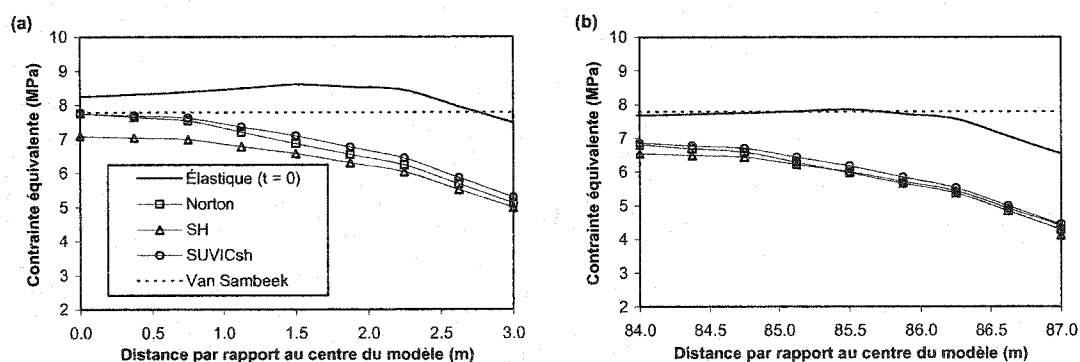 (a)
Contrainte équivalente (MPa)
10
9
8
7
6
5
4
3
2
Élastique (t = 0)
Norton
SH
SUVICsh
Van Sambeek
0.0 0.5 1.0 1.5 2.0 2.5 3.0
Distance par rapport au centre du modèle (m)
(b)
Contrainte équivalente (MPa)
10
9
8
7
6
5
4
3
2
84.0 84.5 85.1 85.5 86.0 86.6 87.0
Distance par rapport au centre du modèle (m)